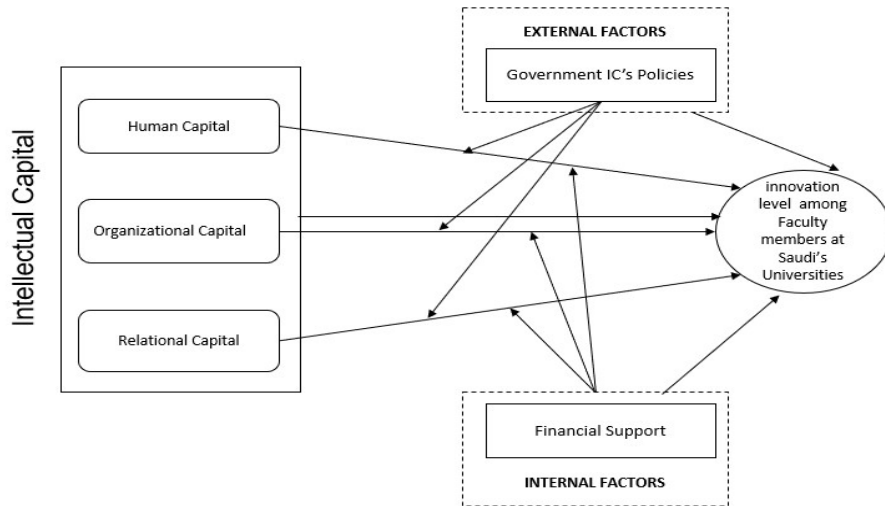 EXTERNAL FACTORS
Government IC's Policies
Intellectual Capital
Human Capital
Organizational Capital
Relational Capital
innovation
level among
Faculty
members at
Saudi's
Universities
Financial Support
INTERNAL FACTORS